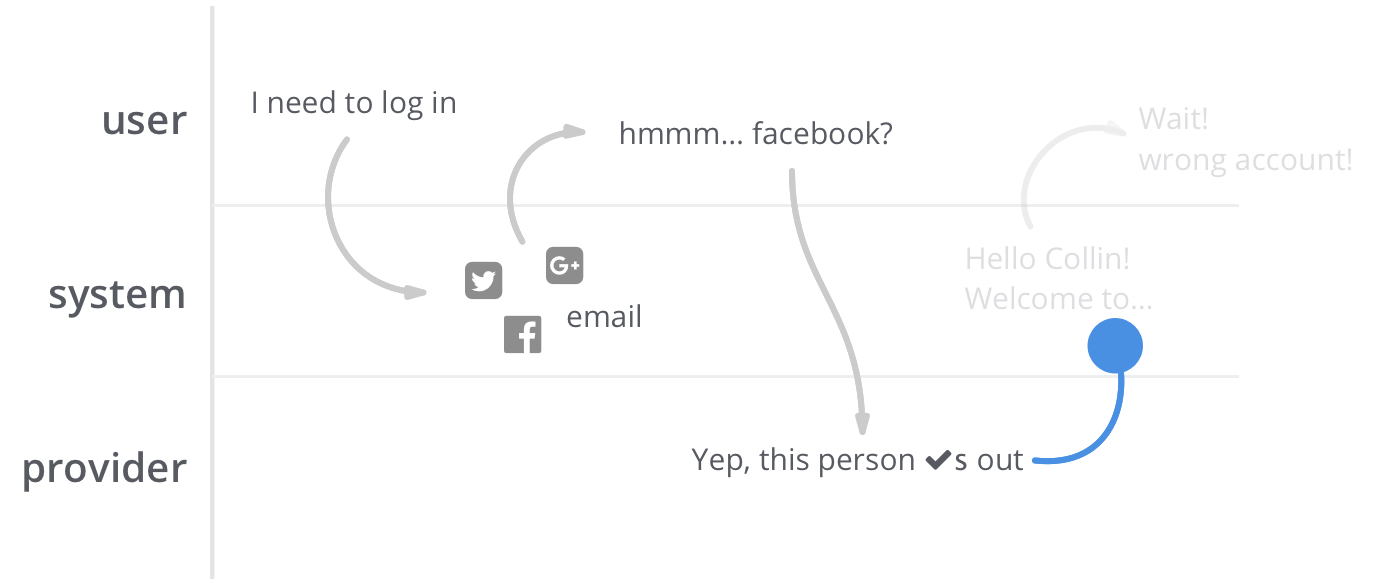 user
I need to log in
hmmm... facebook?
Wait!
wrong account!
system
G+
email
Hello Collin!
Welcome to...
provider
Yep, this person ✔s out